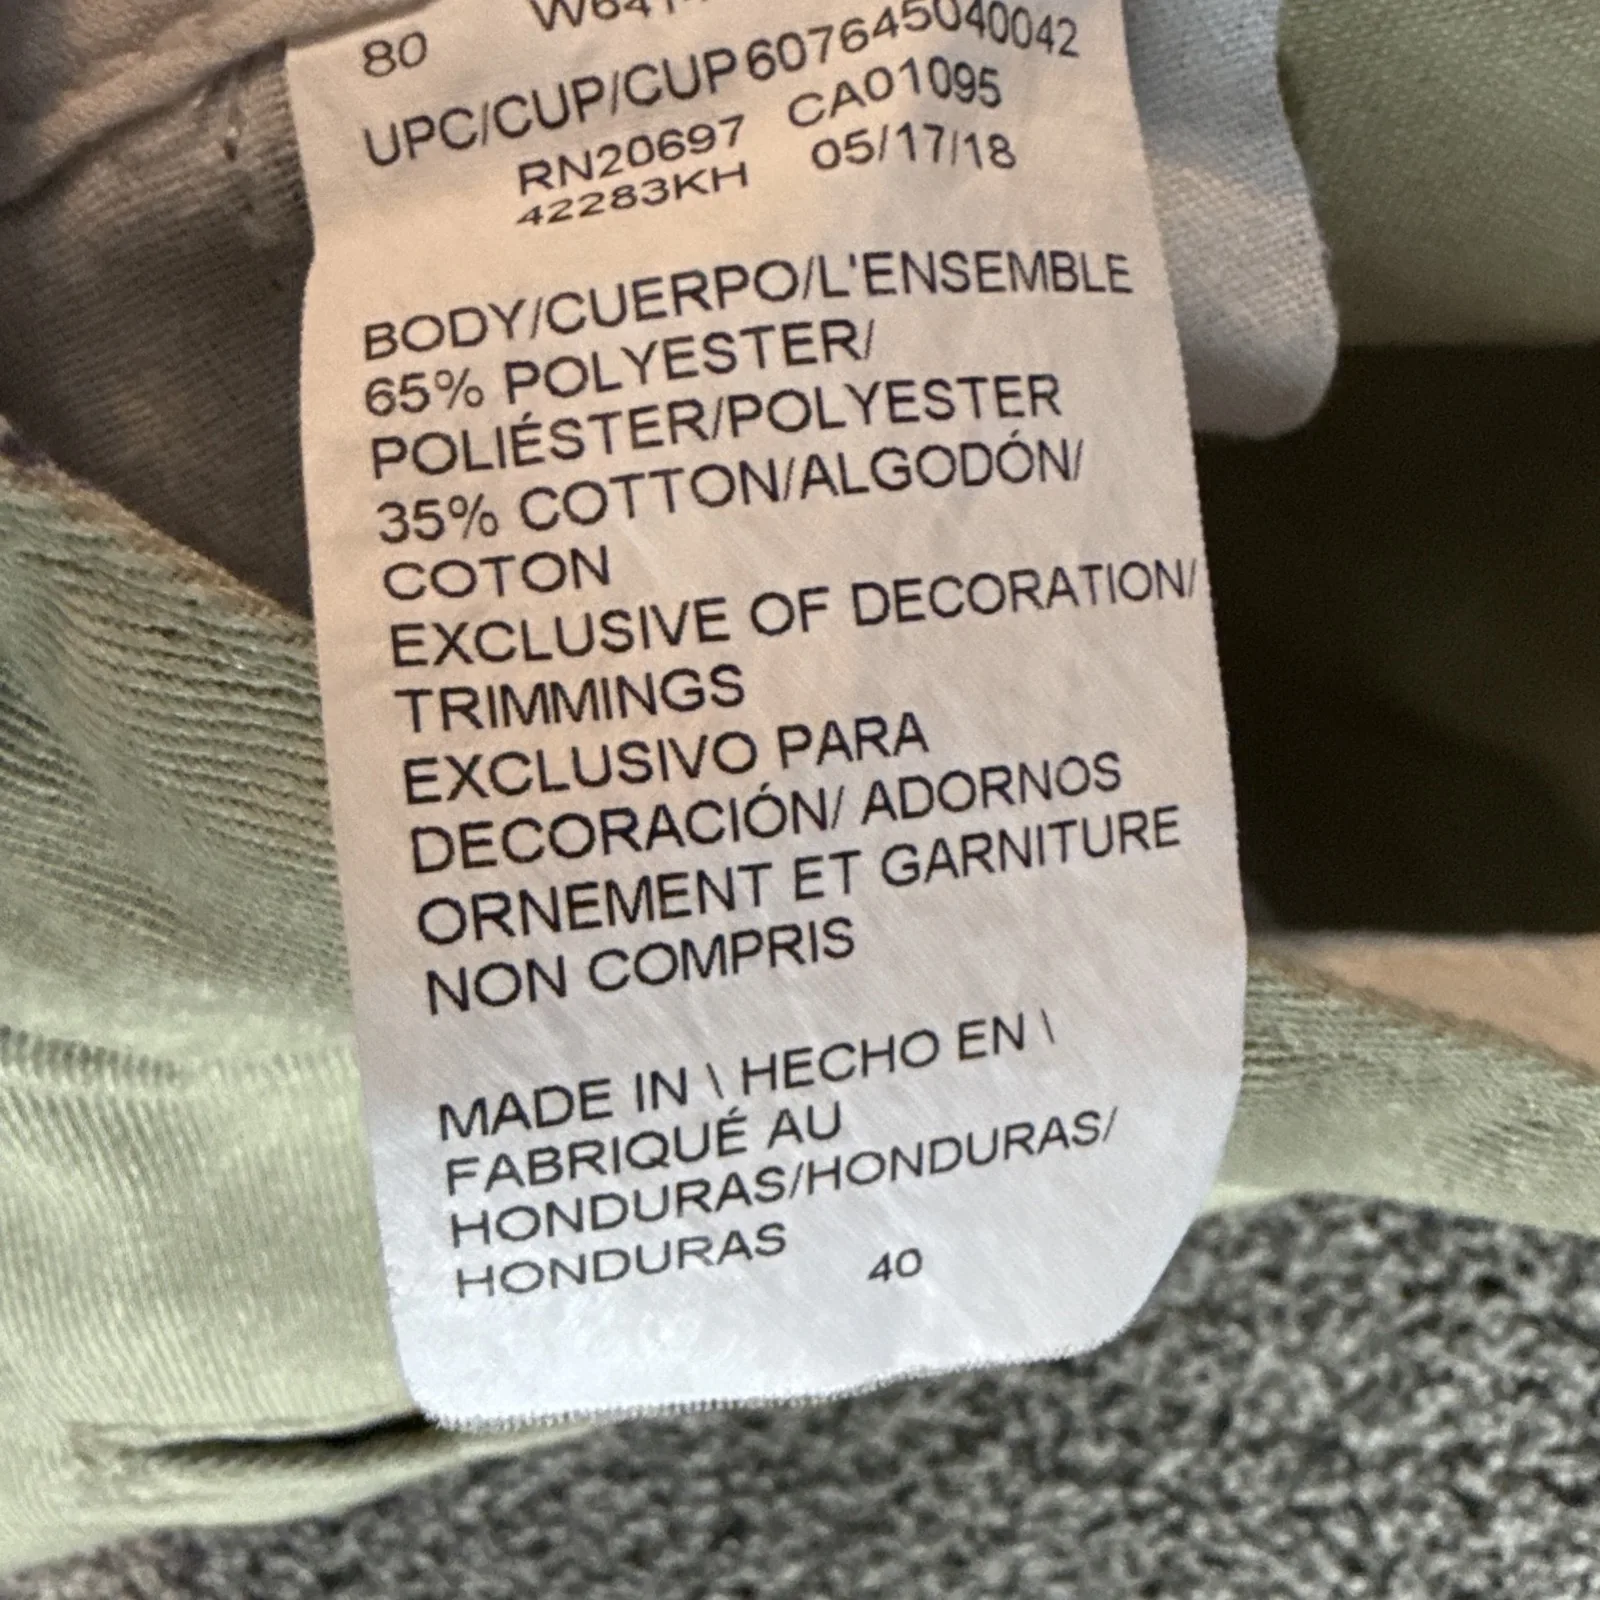 80
UPC/CUP/CUP 607645040042
RN20697 CA01095
42283KH 05/17/18
BODY/CUERPO/L'ENSEMBLE
65% POLYESTER/
POLIÉSTER/POLYESTER
35% COTTON/ALGODÓN/
COTON
EXCLUSIVE OF DECORATION/
TRIMMINGS
EXCLUSIVO PARA
DECORACIÓN/ ADORNOS
ORNEMENT ET GARNITURE
NON COMPRIS
MADE IN \ HECHO EN \
FABRIQUÉ AU
HONDURAS/HONDURAS/
HONDURAS 40